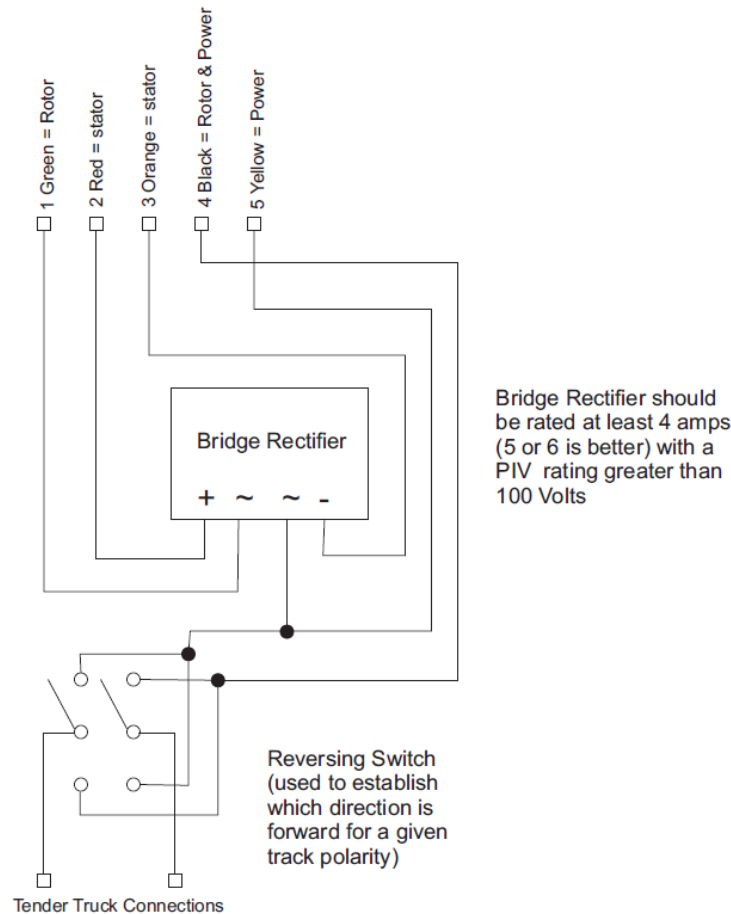 1 Green = Rotor
2 Red = stator
3 Orange = stator
4 Black = Rotor & Power
5 Yellow = Power
Bridge Rectifier
+ ~ ~ -
Bridge Rectifier should
be rated at least 4 amps
(5 or 6 is better) with a
PIV rating greater than
100 Volts
Reversing Switch
(used to establish
which direction is
forward for a given
track polarity)
Tender Truck Connections